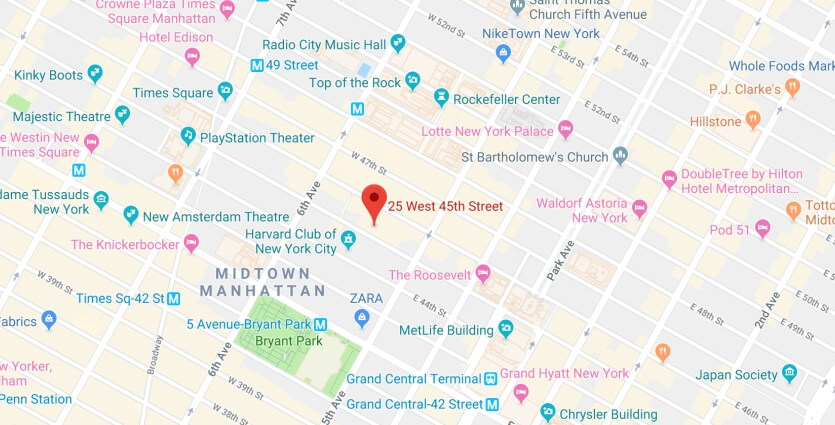 Crowne Plaza Times
Square Manhattan
7th Ave
Saint Thomas
Church Fifth Avenue
Hotel Edison
Radio City Music Hall
NikeTown New York
E 54th St
E 53rd St
49 Street
Whole Foods Mark
Kinky Boots
Top of the Rock
P.J. Clarke's
Times Square
Rockefeller Center
E 52nd St
Majestic Theatre
Hillstone
PlayStation Theater
Lotte New York Palace
e Westin New
Times Square
W 47th St
St Bartholomew's Church
DoubleTree by Hilton
Hotel Metropolitan...
6th Ave
dame Tussauds
New York
25 West 45th Street
Waldorf Astoria
New York
Totto
Midto
New Amsterdam Theatre
Harvard Club of
New York City
Pod 51
The Knickerbocker
Park Ave
MIDTOWN
MANHATTAN
The Roosevelt
W 39th St
Times Sq-42 St
ZARA
E 44th St
E 50th St
2nd Ave
Fabrics
5 Avenue-Bryant Park
Bryant Park
MetLife Building
E 49th St
Broadway
6th Ave
E 48th St
w Yorker,
dham
Grand Central Terminal
Grand Hyatt New York
Japan Society
W 39th St
Penn Station
5th Ave
Grand Central-42 Street
W 38th St
Chrysler Building
E 46th St